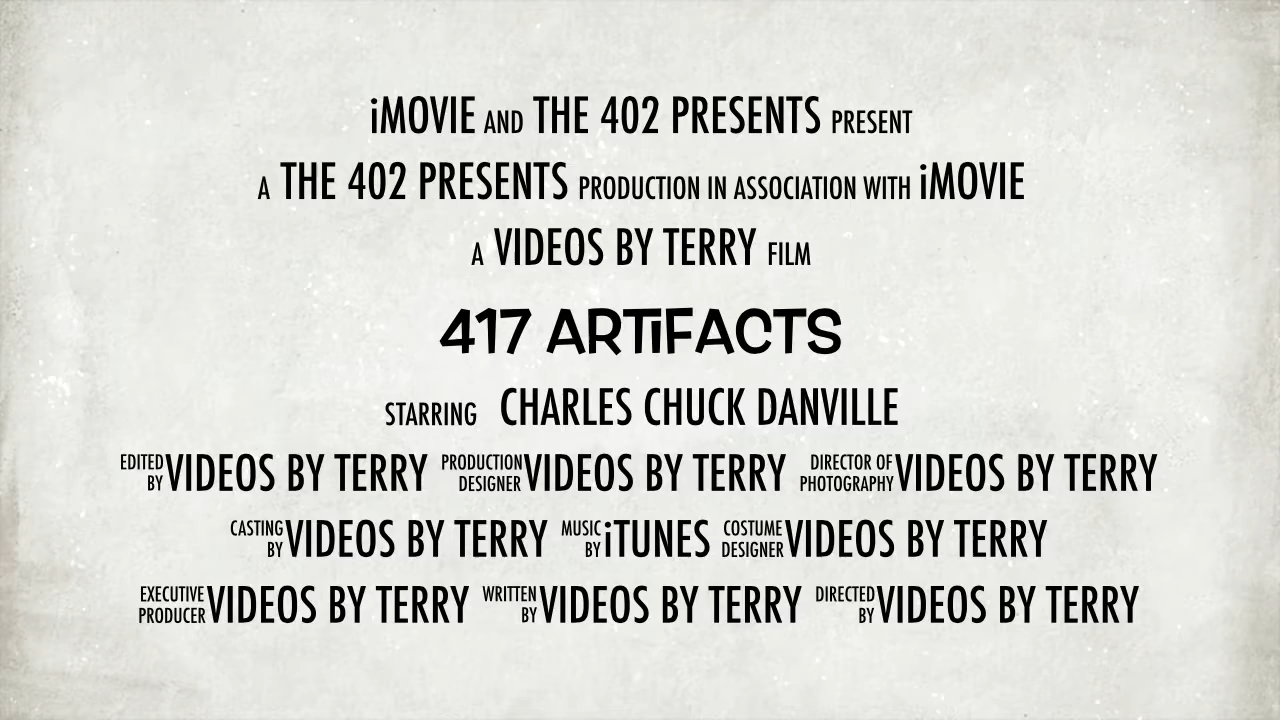 iMOVIE AND THE 402 PRESENTS PRESENT
A THE 402 PRESENTS PRODUCTION IN ASSOCIATION WITH iMOVIE
A VIDEOS BY TERRY FILM
417 ARTiFACTS
STARRING CHARLES CHUCK DANVILLE
EDITED BY VIDEOS BY TERRY PRODUCTION DESIGNER VIDEOS BY TERRY DIRECTOR OF PHOTOGRAPHY VIDEOS BY TERRY
CASTING BY VIDEOS BY TERRY MUSIC BY iTUNES COSTUME DESIGNER VIDEOS BY TERRY
EXECUTIVE PRODUCER VIDEOS BY TERRY WRITTEN BY VIDEOS BY TERRY DIRECTED BY VIDEOS BY TERRY